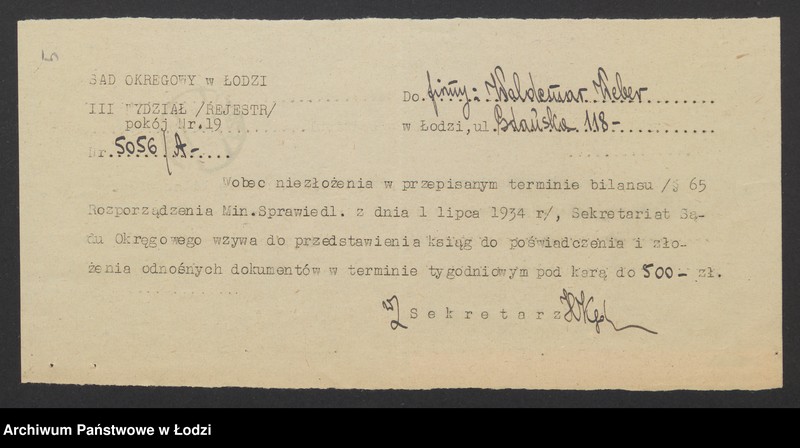 5
SAD OKREGOWY w ŁODZI
III WYDZIAŁ /REJESTR/
pokój Nr.19
Nr. 5056/A-
Do firmy: Waldemar Weber
w Łodzi, ul. Gdańska 118-
Wobec niezłożenia w przepisanym terminie bilansu /§ 65
Rozporządzenia Min.Sprawiedl. z dnia 1 lipca 1934 r/, Sekretariat Są-
du Okręgowego wzywa do przedstawienia ksiąg do poświadczenia i zło-
żenia odnośnych dokumentów w terminie tygodniowym pod karą do 500- zł.
Sekretarz
Archiwum Państwowe w Łodzi